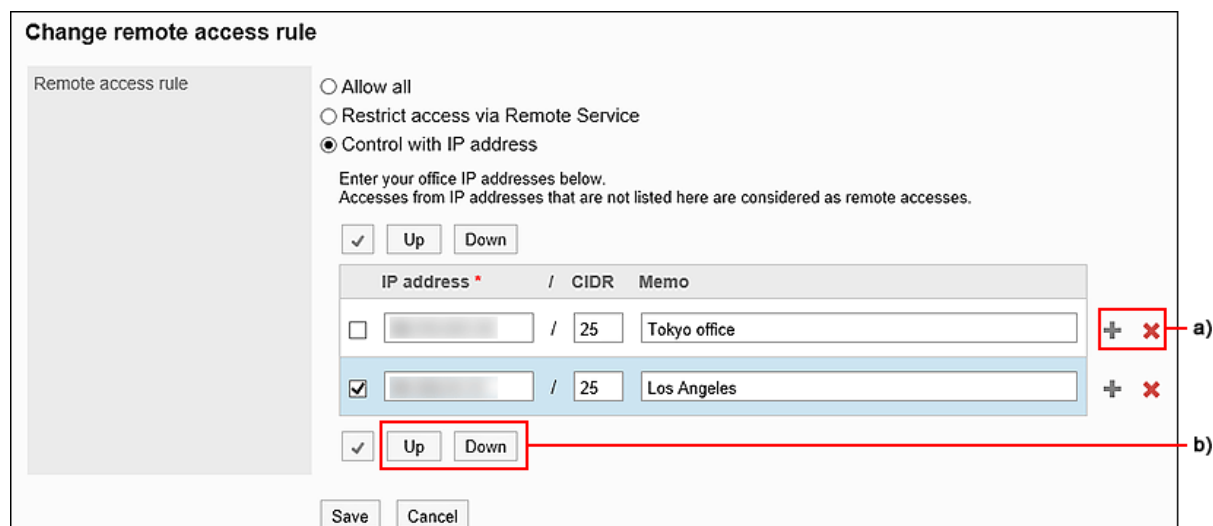 Change remote access rule
Remote access rule
Allow all
Restrict access via Remote Service
Control with IP address
Enter your office IP addresses below.
Accesses from IP addresses that are not listed here are considered as remote accesses.
Up Down
IP address * / CIDR Memo
/ 25 Tokyo office
a)
/ 25 Los Angeles
Up Down
b)
Save Cancel